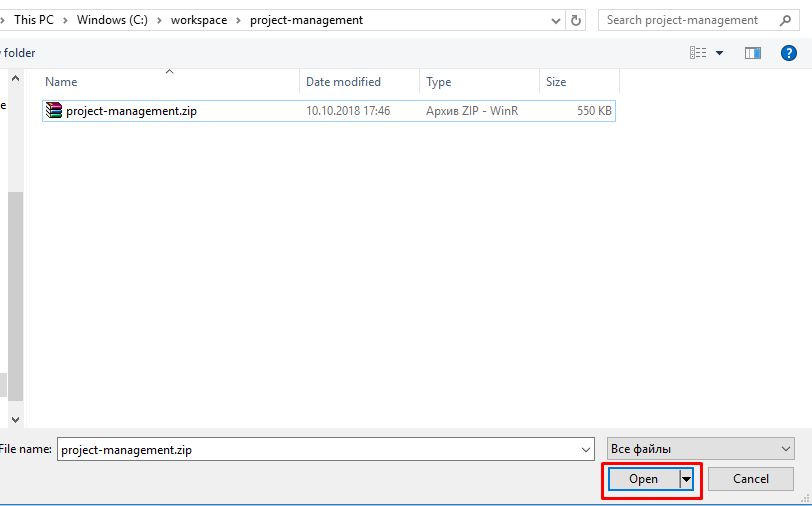 This PC > Windows (C:) > workspace > project-management
Search project-management
folder
Name Date modified Type Size
e
project-management.zip 10.10.2018 17:46 Архив ZIP - WinR 550 KB
File name: project-management.zip Все файлы
Open Cancel